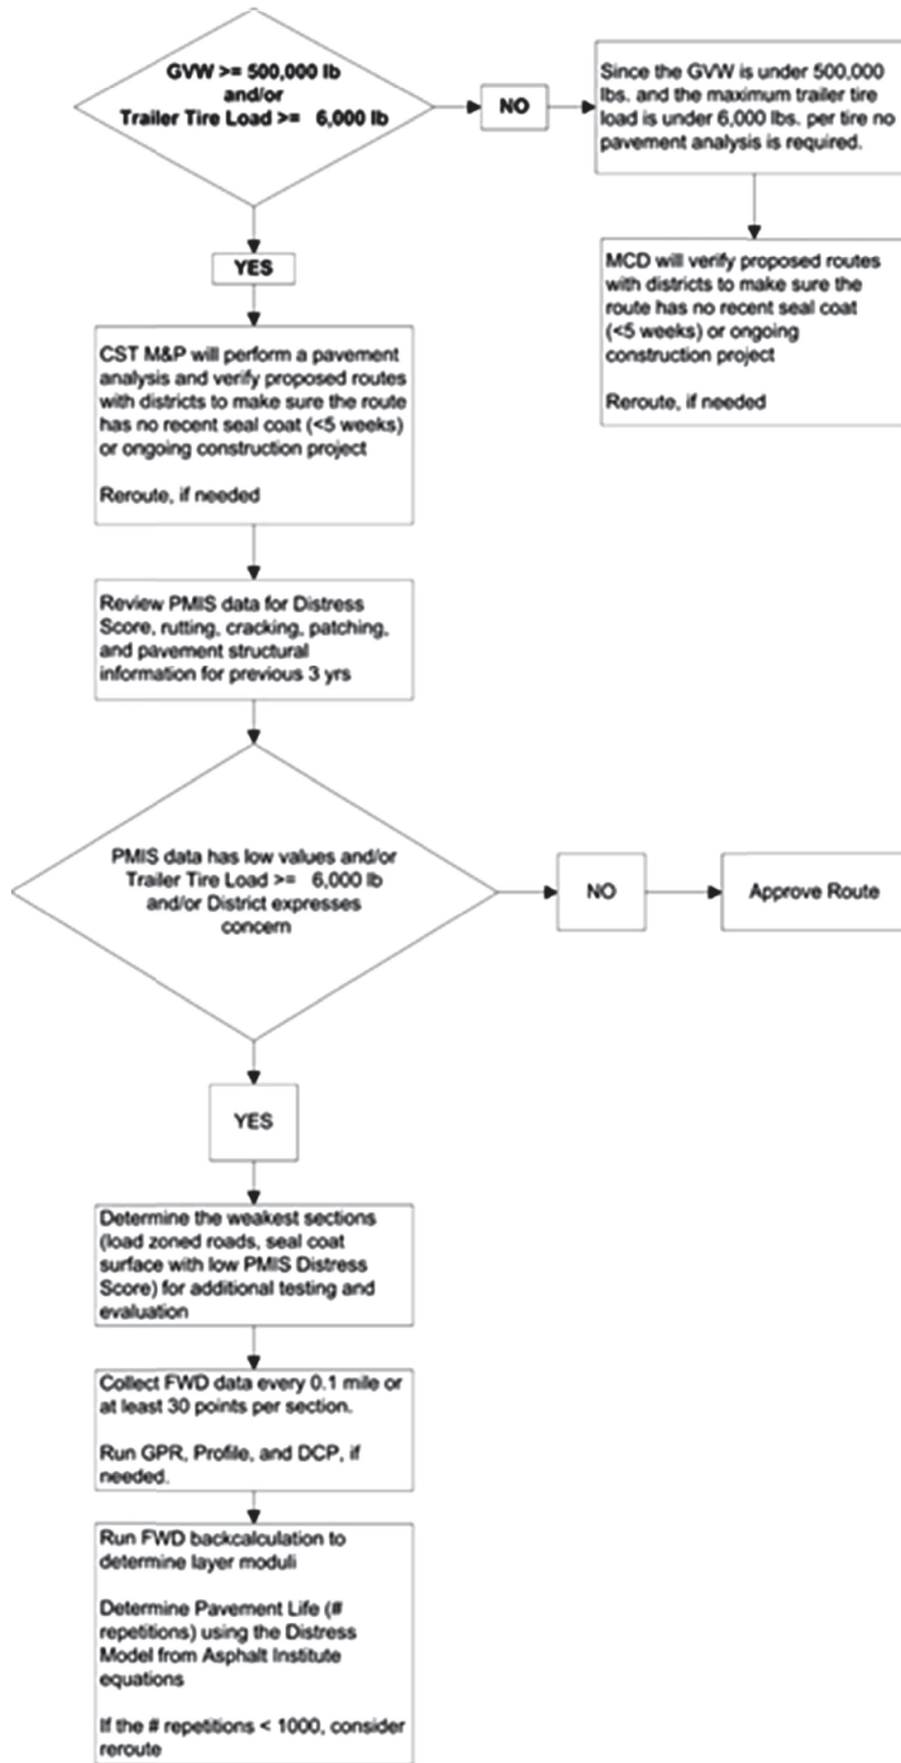 GVW >= 500,000 lb
and/or
Trailer Tire Load >= 6,000 lb
NO
Since the GVW is under 500,000
lbs. and the maximum trailer tire
load is under 6,000 lbs. per tire no
pavement analysis is required.
MCD will verify proposed routes
with districts to make sure the
route has no recent seal coat
(<5 weeks) or ongoing
construction project
Reroute, if needed
YES
CST M&P will perform a pavement
analysis and verify proposed routes
with districts to make sure the route
has no recent seal coat (<5 weeks)
or ongoing construction project
Reroute, if needed
Review PMIS data for Distress
Score, rutting, cracking, patching,
and pavement structural
information for previous 3 yrs
PMIS data has low values and/or
Trailer Tire Load >= 6,000 lb
and/or District expresses
concern
NO
Approve Route
YES
Determine the weakest sections
(load zoned roads, seal coat
surface with low PMIS Distress
Score) for additional testing and
evaluation
Collect FWD data every 0.1 mile or
at least 30 points per section.
Run GPR, Profile, and DCP, if
needed.
Run FWD backcalculation to
determine layer moduli
Determine Pavement Life (#
repetitions) using the Distress
Model from Asphalt Institute
equations
If the # repetitions < 1000, consider
reroute